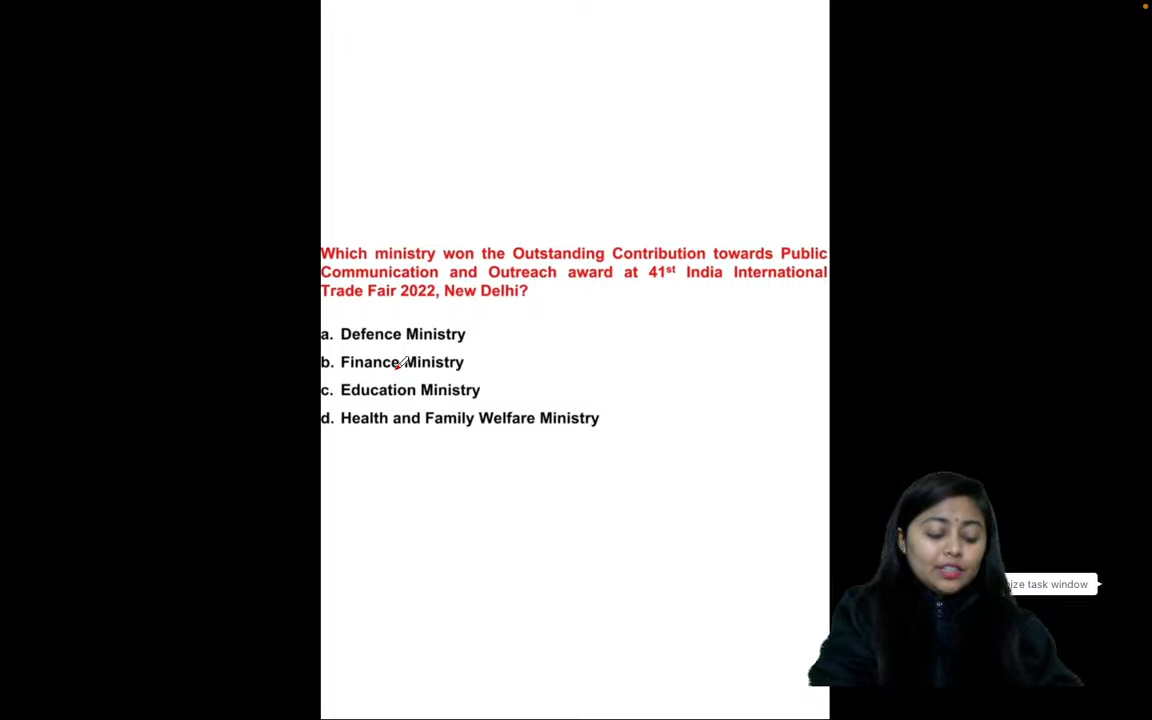 Which ministry won the Outstanding Contribution towards Public
Communication and Outreach award at 41st India International
Trade Fair 2022, New Delhi?
a. Defence Ministry
b. Finance Ministry
c. Education Ministry
d. Health and Family Welfare Ministry
task window